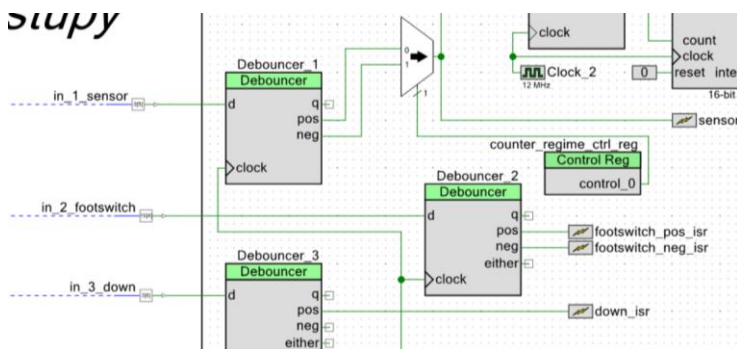 Debouncer_1
Debouncer
in_1_sensor
d
q
pos
neg
clock
0
1
1
clock
Clock_2
12 MHz
count
clock
0
reset
16-bit
sensor
counter_regime_ctrl_reg
Control Reg
control_0
in_2_footswitch
Debouncer_2
Debouncer
d
q
pos
neg
either
clock
footswitch_pos_isr
footswitch_neg_isr
in_3_down
Debouncer_3
Debouncer
d
q
pos
neg
either
down_isr